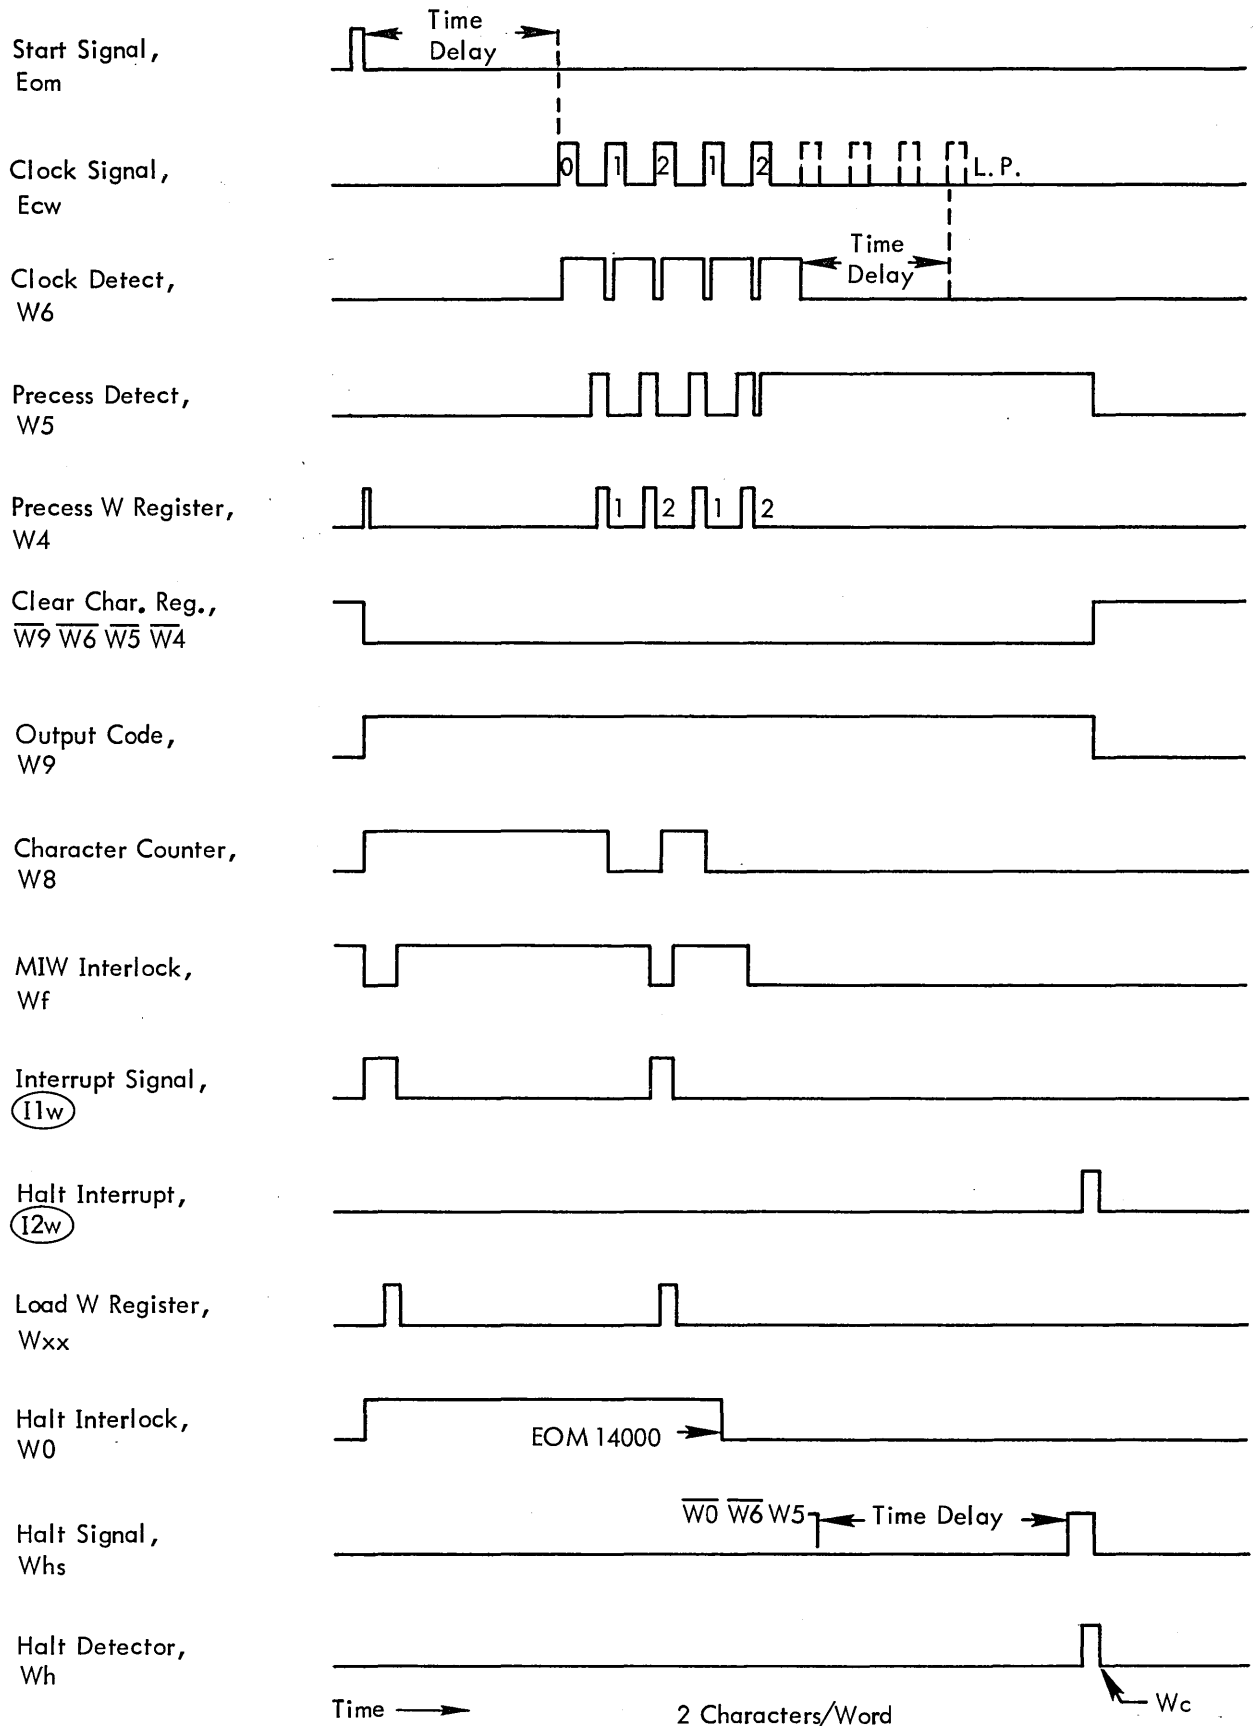 Time
Delay
Start Signal,
Eom
Clock Signal,
Ecw
0 1 2 1 2 L. P.
Time
Delay
Clock Detect,
W6
Precess Detect,
W5
Precess W Register,
W4
1 2 1 2
Clear Char. Reg.,
W9 W6 W5 W4
Output Code,
W9
Character Counter,
W8
MIW Interlock,
Wf
Interrupt Signal,
I1w
Halt Interrupt,
I2w
Load W Register,
Wxx
Halt Interlock,
W0
EOM 14000
W0 W6 W5 Time Delay
Halt Signal,
Whs
Halt Detector,
Wh
Wc
Time
2 Characters/Word